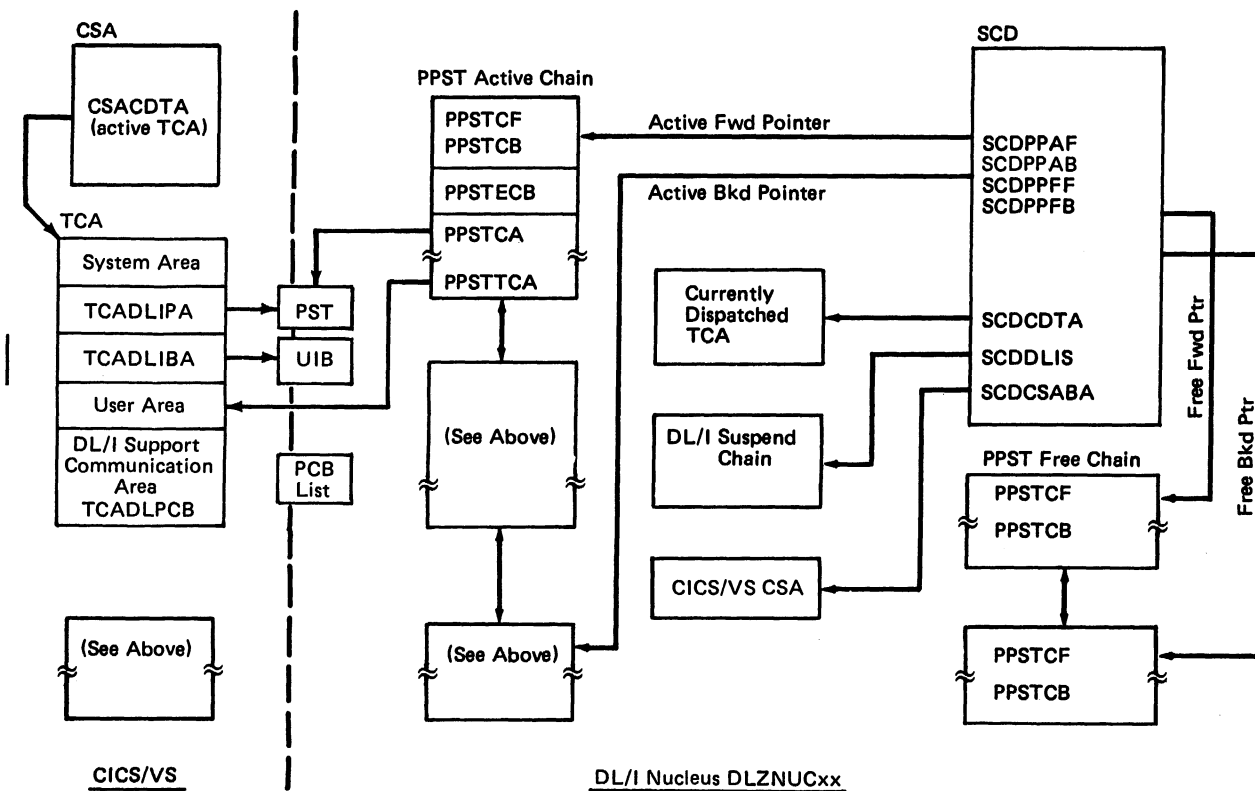 CSA
CSACDTA
(active TCA)
TCA
System Area
TCADLIPA
TCADLIBA
User Area
DL/I Support
Communication
Area
TCADLPCB
(See Above)
CICS/VS
PST
UIB
PCB
List
PPST Active Chain
PPSTCF
PPSTCB
PPSTECB
PPSTCA
PPSTTCA
(See Above)
(See Above)
Active Fwd Pointer
Active Bkd Pointer
Currently
Dispatched
TCA
DL/I Suspend
Chain
CICS/VS CSA
SCD
SCDPPAF
SCDPPAB
SCDPPFF
SCDPPFB
SCDCDTA
SCDDLIS
SCDCSABA
Free Fwd Ptr
Free Bkd Ptr
PPST Free Chain
PPSTCF
PPSTCB
PPSTCF
PPSTCB
DL/I Nucleus DLZNUCxx